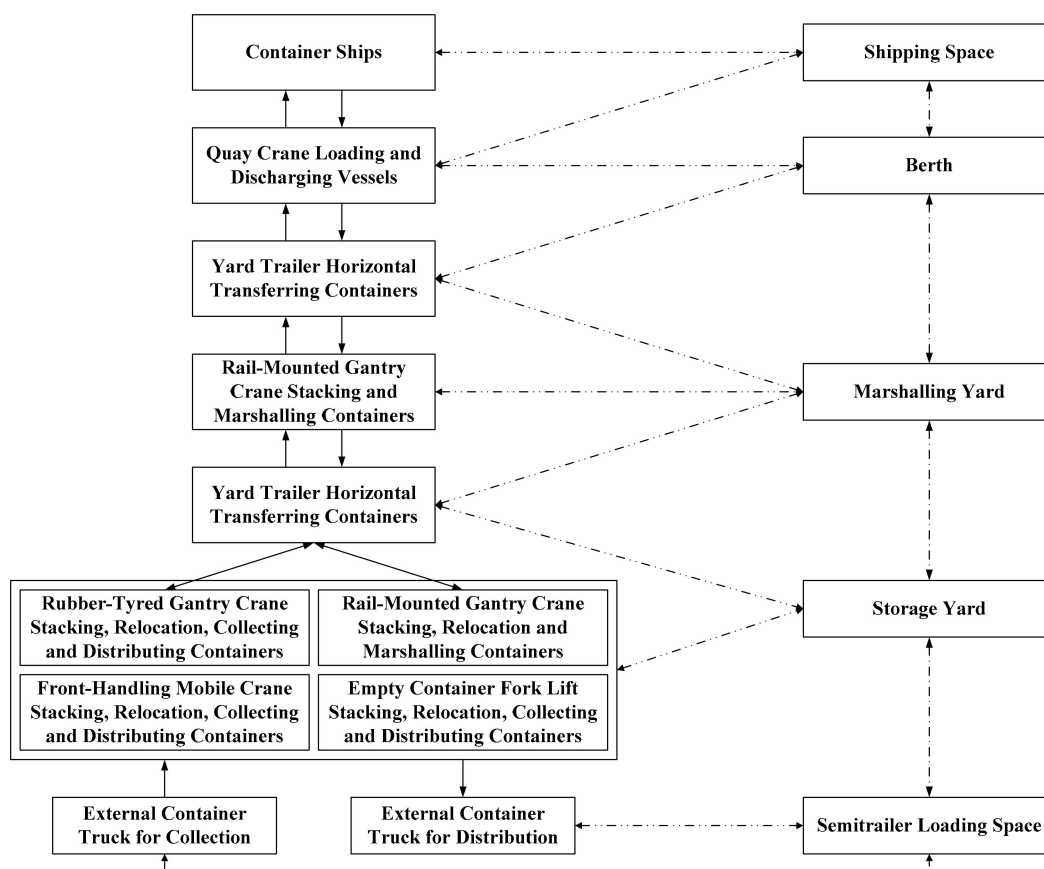 Container Ships
Shipping Space
Quay Crane Loading and
Discharging Vessels
Berth
Yard Trailer Horizontal
Transferring Containers
Rail-Mounted Gantry
Crane Stacking and
Marshalling Containers
Marshalling Yard
Yard Trailer Horizontal
Transferring Containers
Rubber-Tyred Gantry Crane
Stacking, Relocation, Collecting
and Distributing Containers
Rail-Mounted Gantry Crane
Stacking, Relocation and
Marshalling Containers
Storage Yard
Front-Handling Mobile Crane
Stacking, Relocation, Collecting
and Distributing Containers
Empty Container Fork Lift
Stacking, Relocation, Collecting
and Distributing Containers
External Container
Truck for Collection
External Container
Truck for Distribution
Semitrailer Loading Space